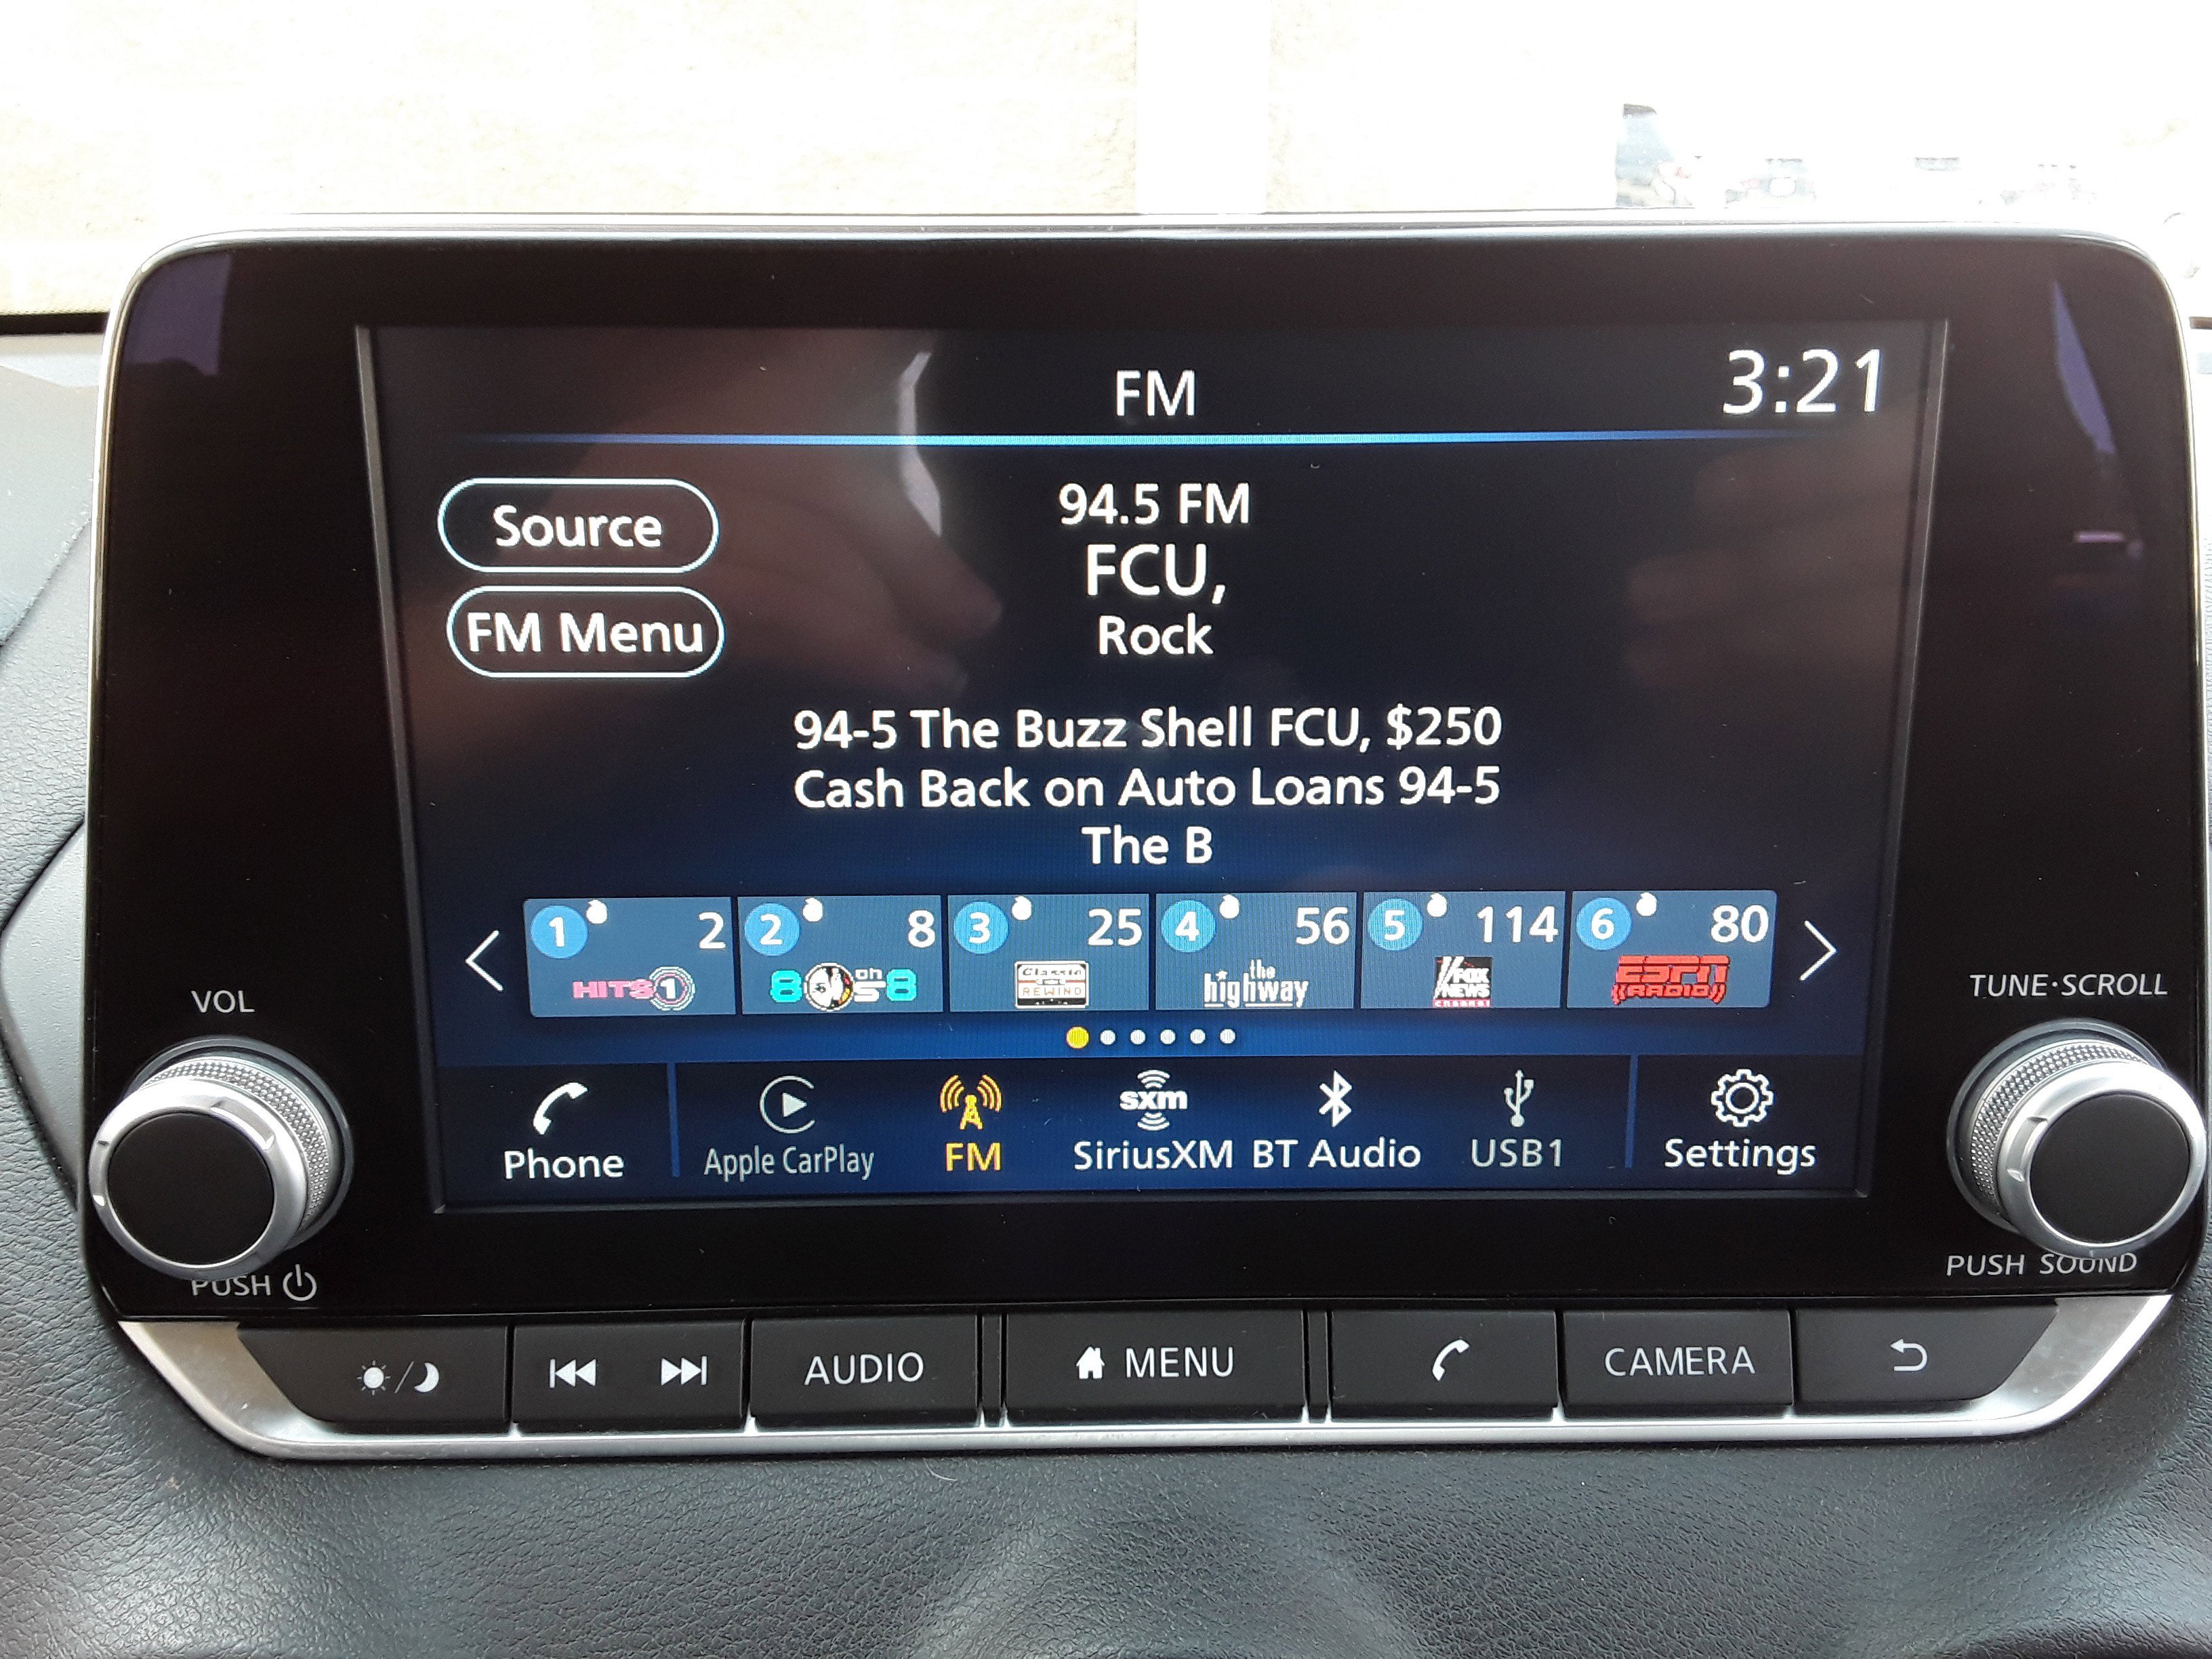 FM
3:21
Source
94.5 FM
FCU,
FM Menu
Rock
94-5 The Buzz Shell FCU, $250
Cash Back on Auto Loans 94-5
The B
1 2
HITS 1
2 8
80s on 8
3 25
Classic
REWIND
4 56
the
highway
5 114
FOX
NEWS
channel
6 80
ESPN
RADIO
VOL
TUNE·SCROLL
Phone
Apple CarPlay
FM
sxm
SiriusXM
BT Audio
USB1
Settings
PUSH
PUSH SOUND
AUDIO
MENU
CAMERA